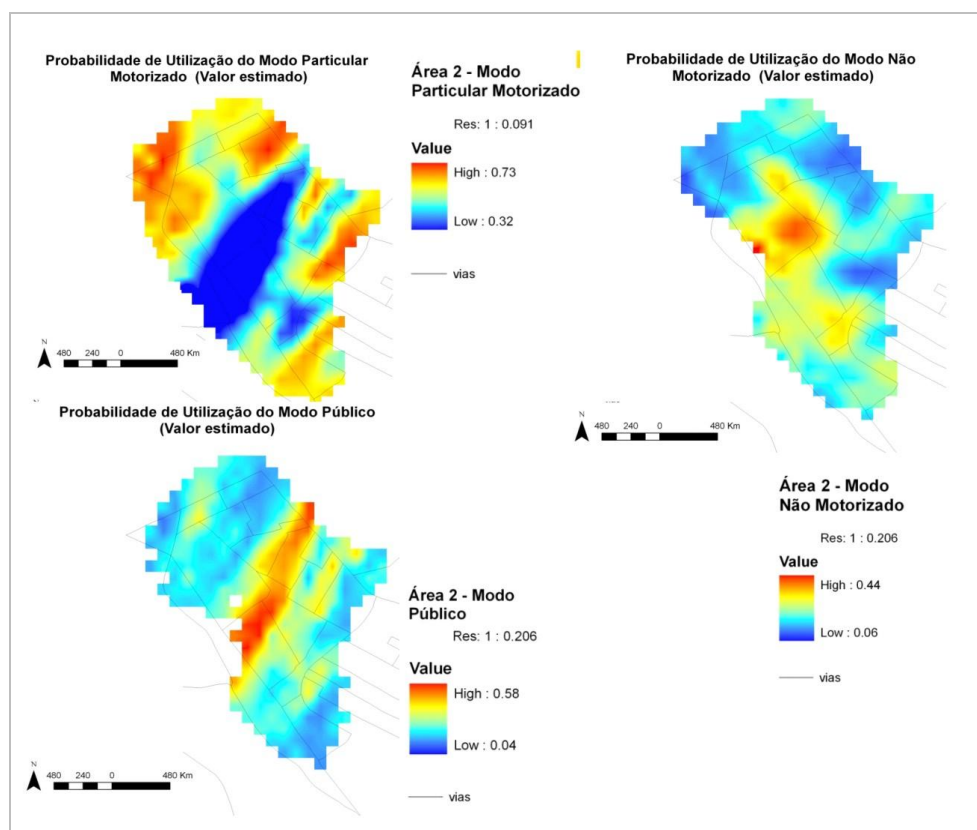 Probabilidade de Utilização do Modo Particular
Motorizado (Valor estimado)
Área 2 - Modo
Particular Motorizado
Res: 1 : 0.091
Value
High : 0.73
Low : 0.32
vias
N
480 240 0 480 Km
Probabilidade de Utilização do Modo Não
Motorizado (Valor estimado)
N
480 240 0 480 Km
Área 2 - Modo
Não Motorizado
Res: 1 : 0.206
Value
High : 0.44
Low : 0.06
vias
Probabilidade de Utilização do Modo Público
(Valor estimado)
Área 2 - Modo
Público
Res: 1 : 0.206
Value
High : 0.58
Low : 0.04
vias
N
480 240 0 480 Km